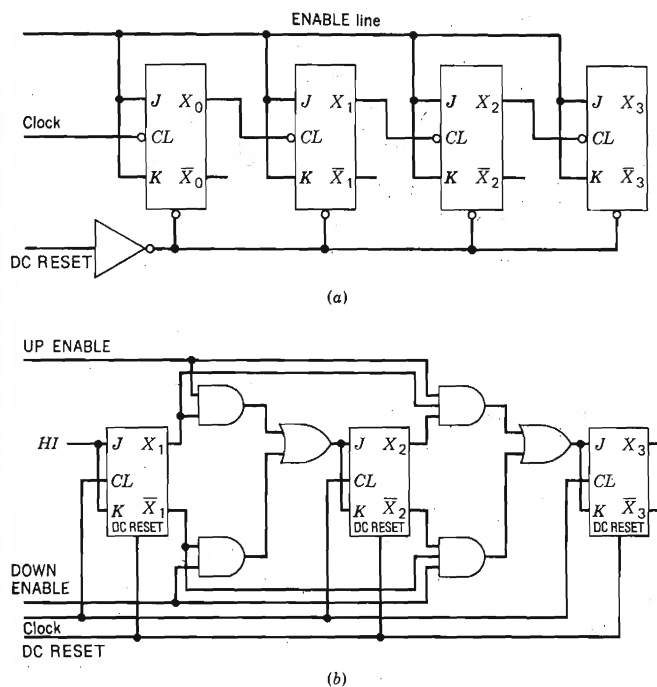 ENABLE line
J X₀ J X₁ J X₂ J X₃
Clock
CL CL CL CL
K X̅₀ K X̅₁ K X̅₂ K X̅₃
DC RESET
(a)
UP ENABLE
HI J X₁ J X₂ J X₃
CL CL CL
K X̅₁ K X̅₂ K X̅₃
DC RESET DC RESET DC RESET
DOWN
ENABLE
Clock
DC RESET
(b)